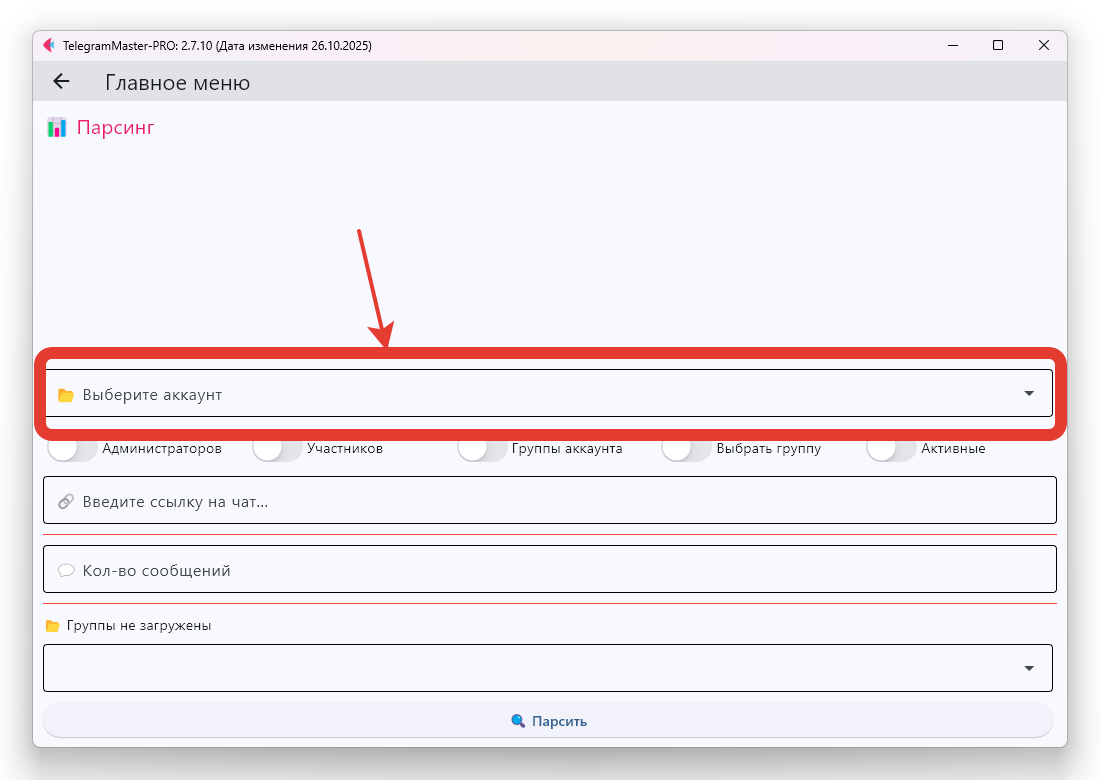 TelegramMaster-PRO: 2.7.10 (Дата изменения 26.10.2025)
Главное меню
Парсинг
Выберите аккаунт
Администраторов Участников Группы аккаунта Выбрать группу Активные
Введите ссылку на чат...
Кол-во сообщений
Группы не загружены
Парсить